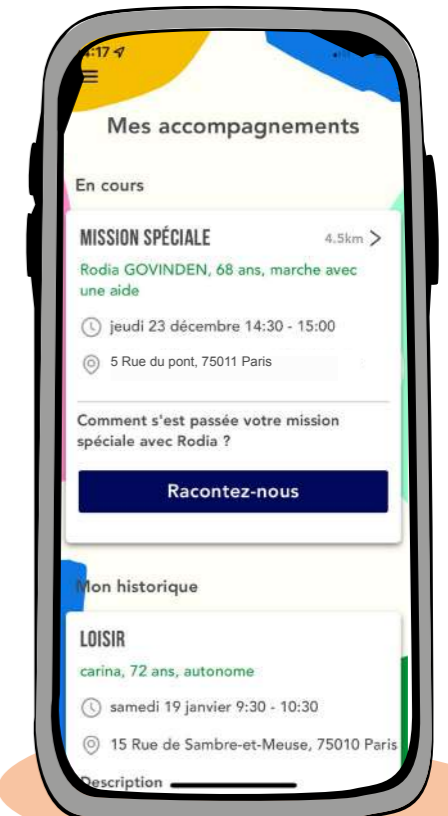 :17
Mes accompagnements
En cours
MISSION SPÉCIALE 4.5km
Rodia GOVINDEN, 68 ans, marche avec
une aide
jeudi 23 décembre 14:30 - 15:00
5 Rue du pont, 75011 Paris
Comment s'est passée votre mission
spéciale avec Rodia ?
Racontez-nous
Mon historique
LOISIR
carina, 72 ans, autonome
samedi 19 janvier 9:30 - 10:30
15 Rue de Sambre-et-Meuse, 75010 Paris
Description